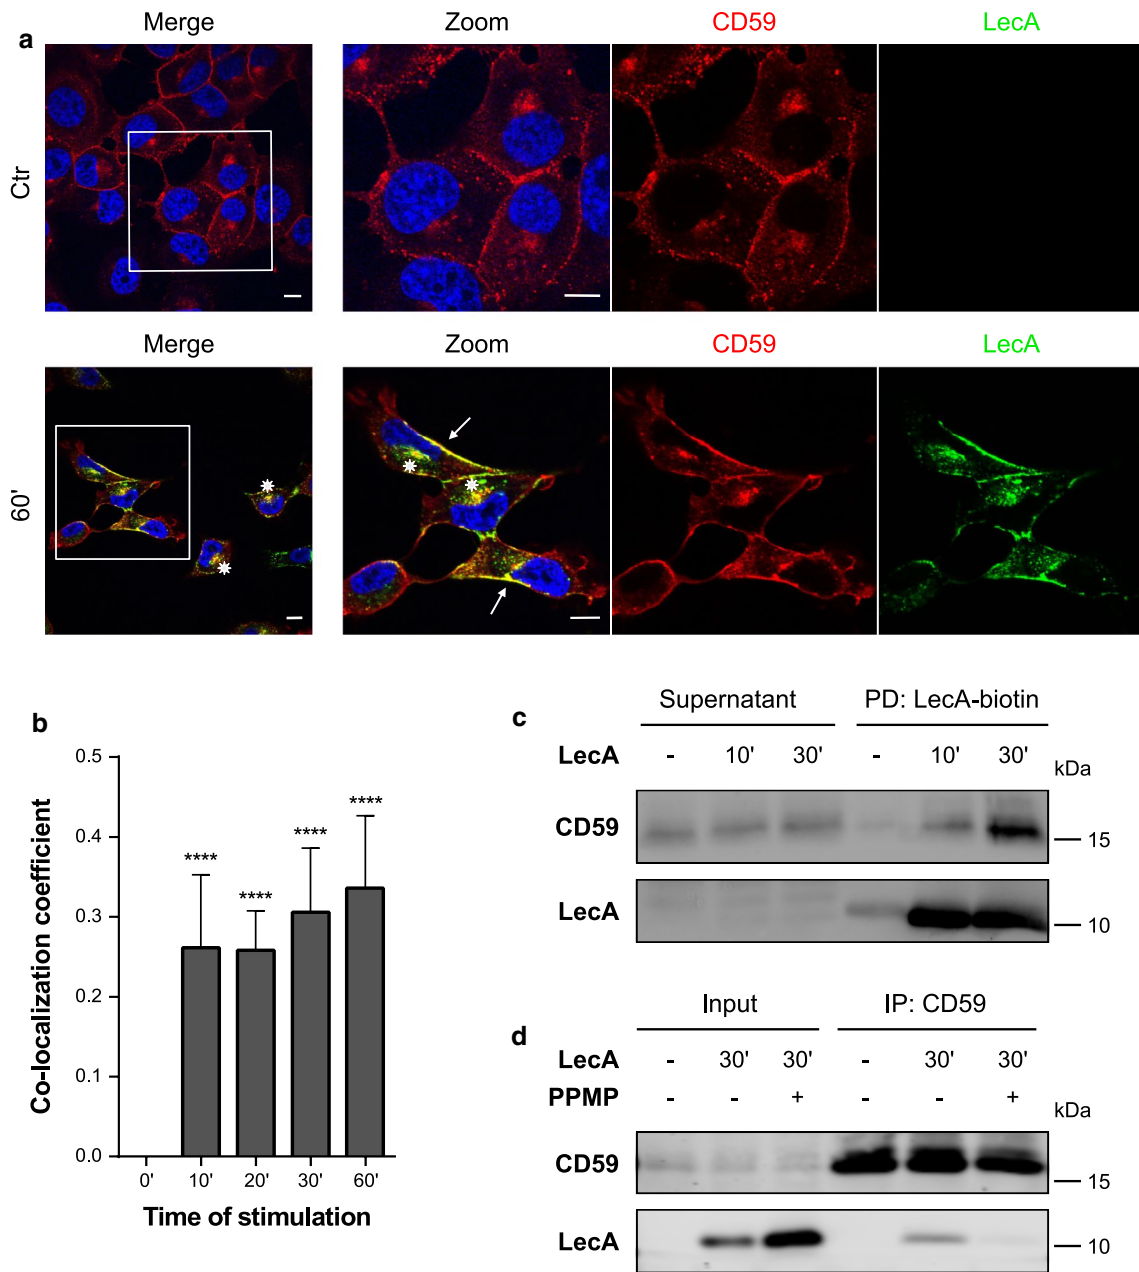 a
Merge Zoom CD59 LecA
Ctr
Merge Zoom CD59 LecA
60'
b
0.5
0.4
0.3
0.2
0.1
0.0
Co-localization coefficient
**** **** **** ****
0' 10' 20' 30' 60'
Time of stimulation
c
Supernatant PD: LecA-biotin
LecA - 10' 30' - 10' 30' kDa
CD59 15
LecA 10
d
Input IP: CD59
LecA - 30' 30' - 30' 30'
PPMP - - + - - + kDa
CD59 15
LecA 10